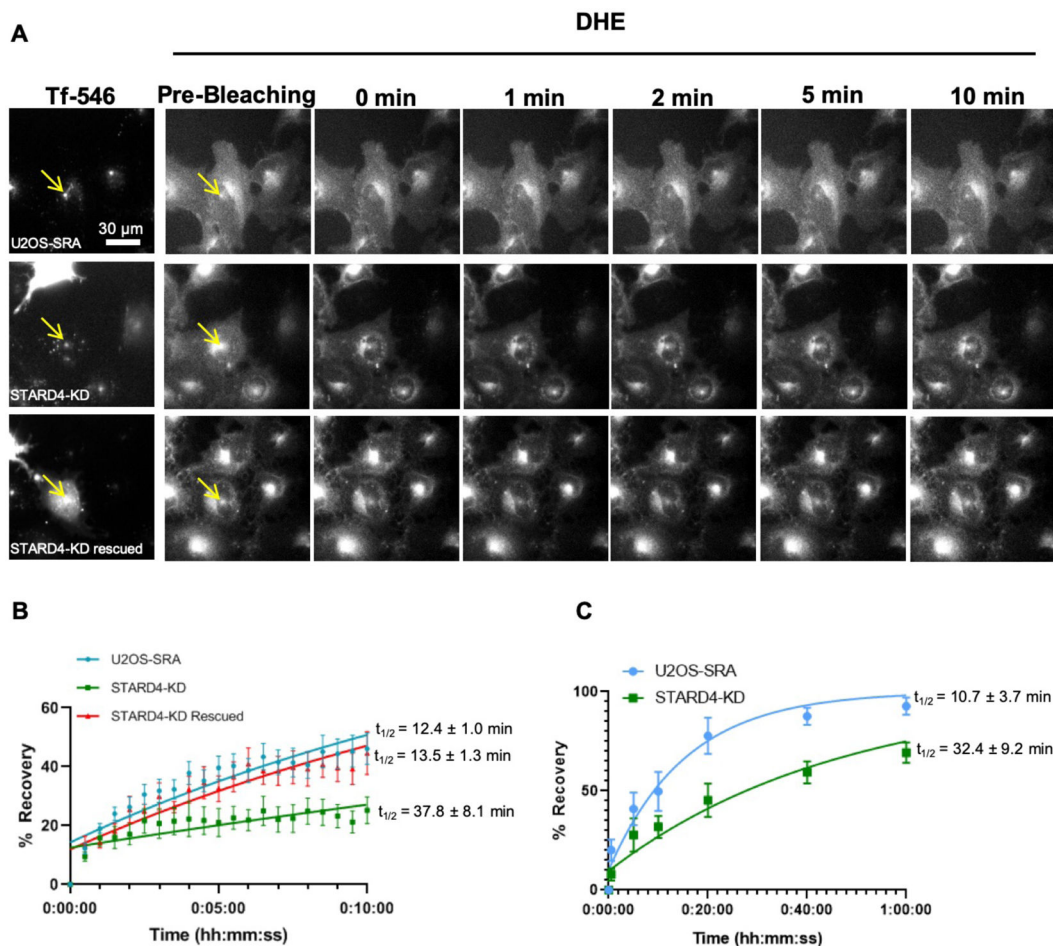 A
DHE
Tf-546 Pre-Bleaching 0 min 1 min 2 min 5 min 10 min
30 µm
U2OS-SRA
STARD4-KD
STARD4-KD rescued
B
U2OS-SRA
STARD4-KD
STARD4-KD Rescued
60
40
20
0
% Recovery
t1/2 = 12.4 ± 1.0 min
t1/2 = 13.5 ± 1.3 min
t1/2 = 37.8 ± 8.1 min
0:00:00 0:05:00 0:10:00
Time (hh:mm:ss)
C
U2OS-SRA
STARD4-KD
100
50
0
% Recovery
t1/2 = 10.7 ± 3.7 min
t1/2 = 32.4 ± 9.2 min
0:00:00 0:20:00 0:40:00 1:00:00
Time (hh:mm:ss)